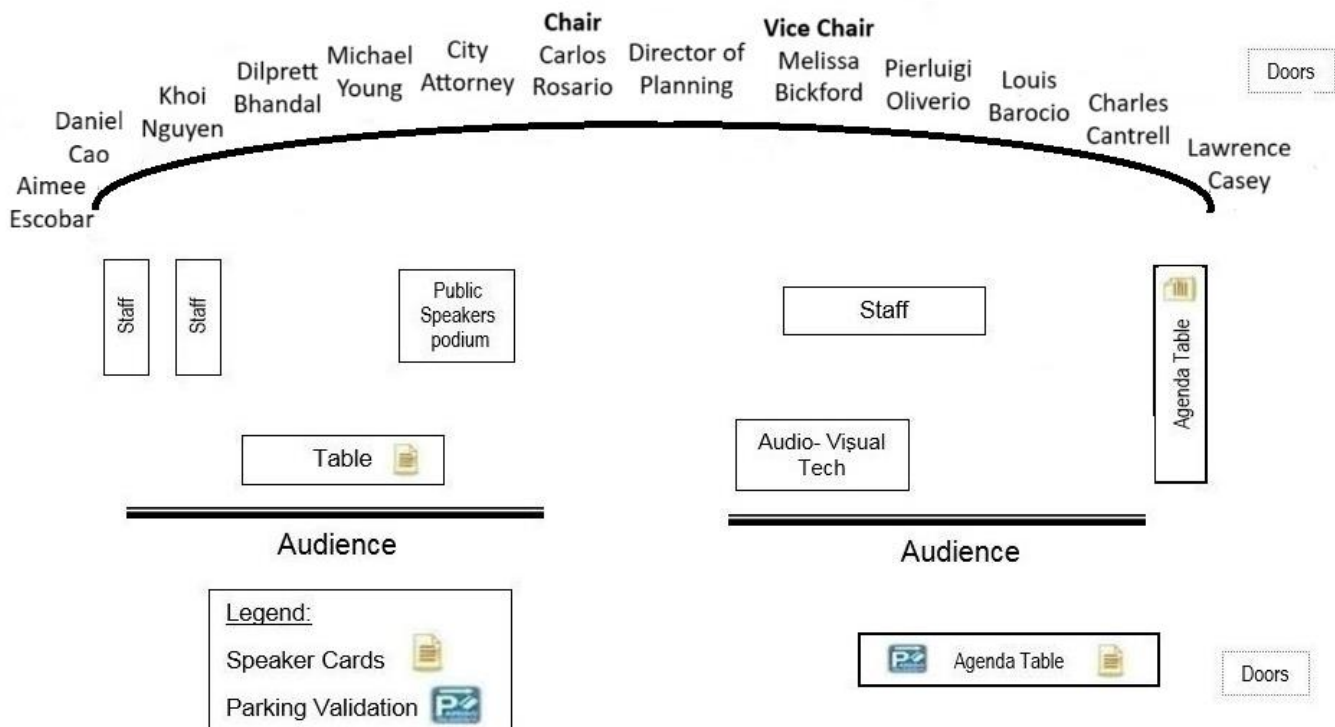 Chair
Carlos
Rosario
Vice Chair
Melissa
Bickford
Director of
Planning
City
Attorney
Michael
Young
Dilprett
Bhandal
Khoi
Nguyen
Daniel
Cao
Aimee
Escobar
Pierluigi
Oliverio
Louis
Barocio
Charles
Cantrell
Lawrence
Casey
Doors
Staff
Staff
Public
Speakers
podium
Staff
Agenda Table
Table
Audio- Visual
Tech
Audience
Audience
Legend:
Speaker Cards
Parking Validation
Agenda Table
Doors